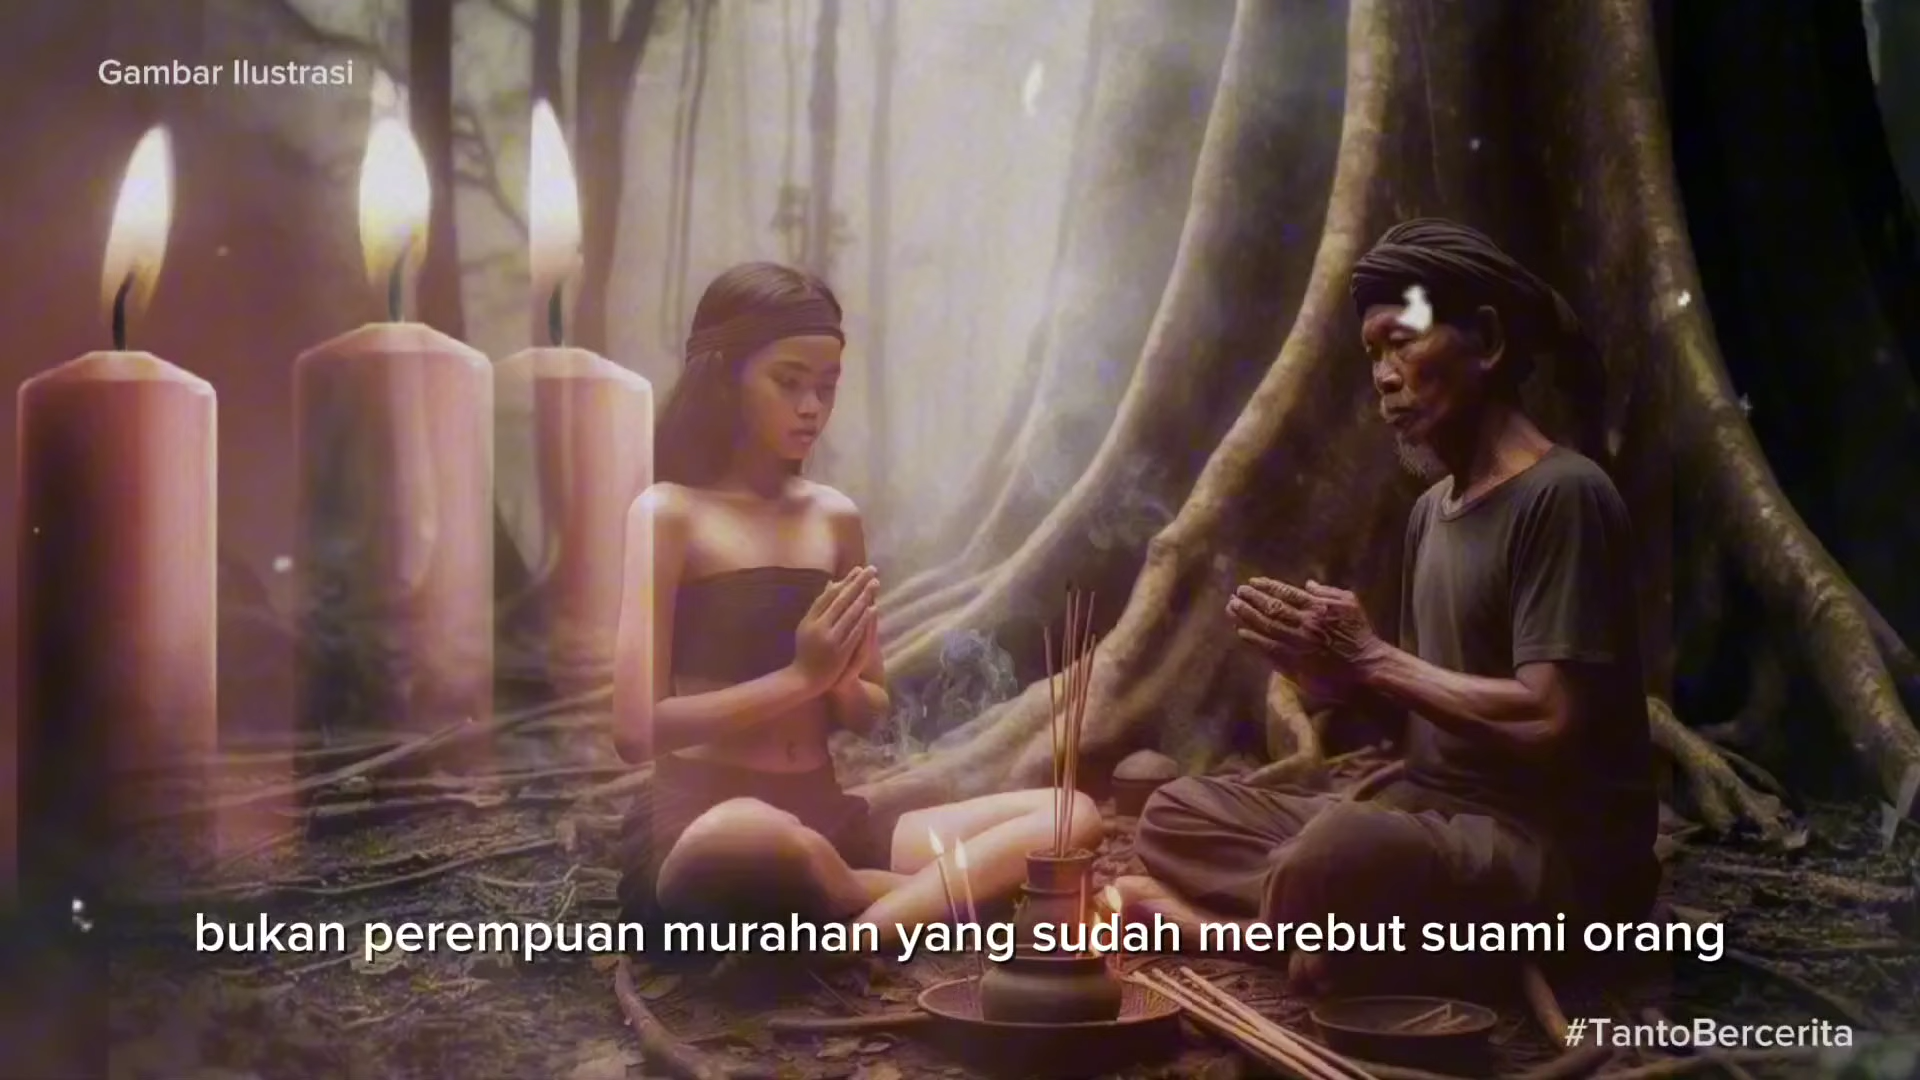 Gambar Ilustrasi
bukan perempuan murahan yang sudah merebut suami orang
#TantoBercerita